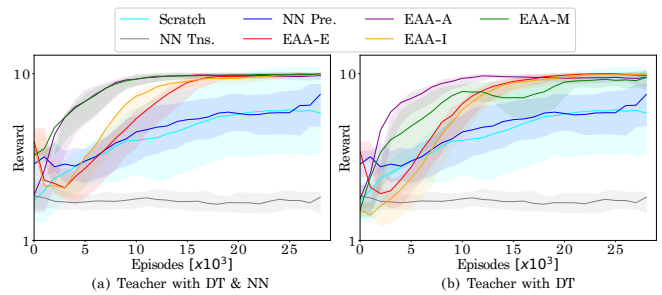 Scratch NN Pre. EAA-A EAA-M
NN Tns. EAA-E EAA-I
10
Reward
1
0 5 10 15 20 25
Episodes [x10³]
(a) Teacher with DT & NN
10
Reward
1
0 5 10 15 20 25
Episodes [x10³]
(b) Teacher with DT